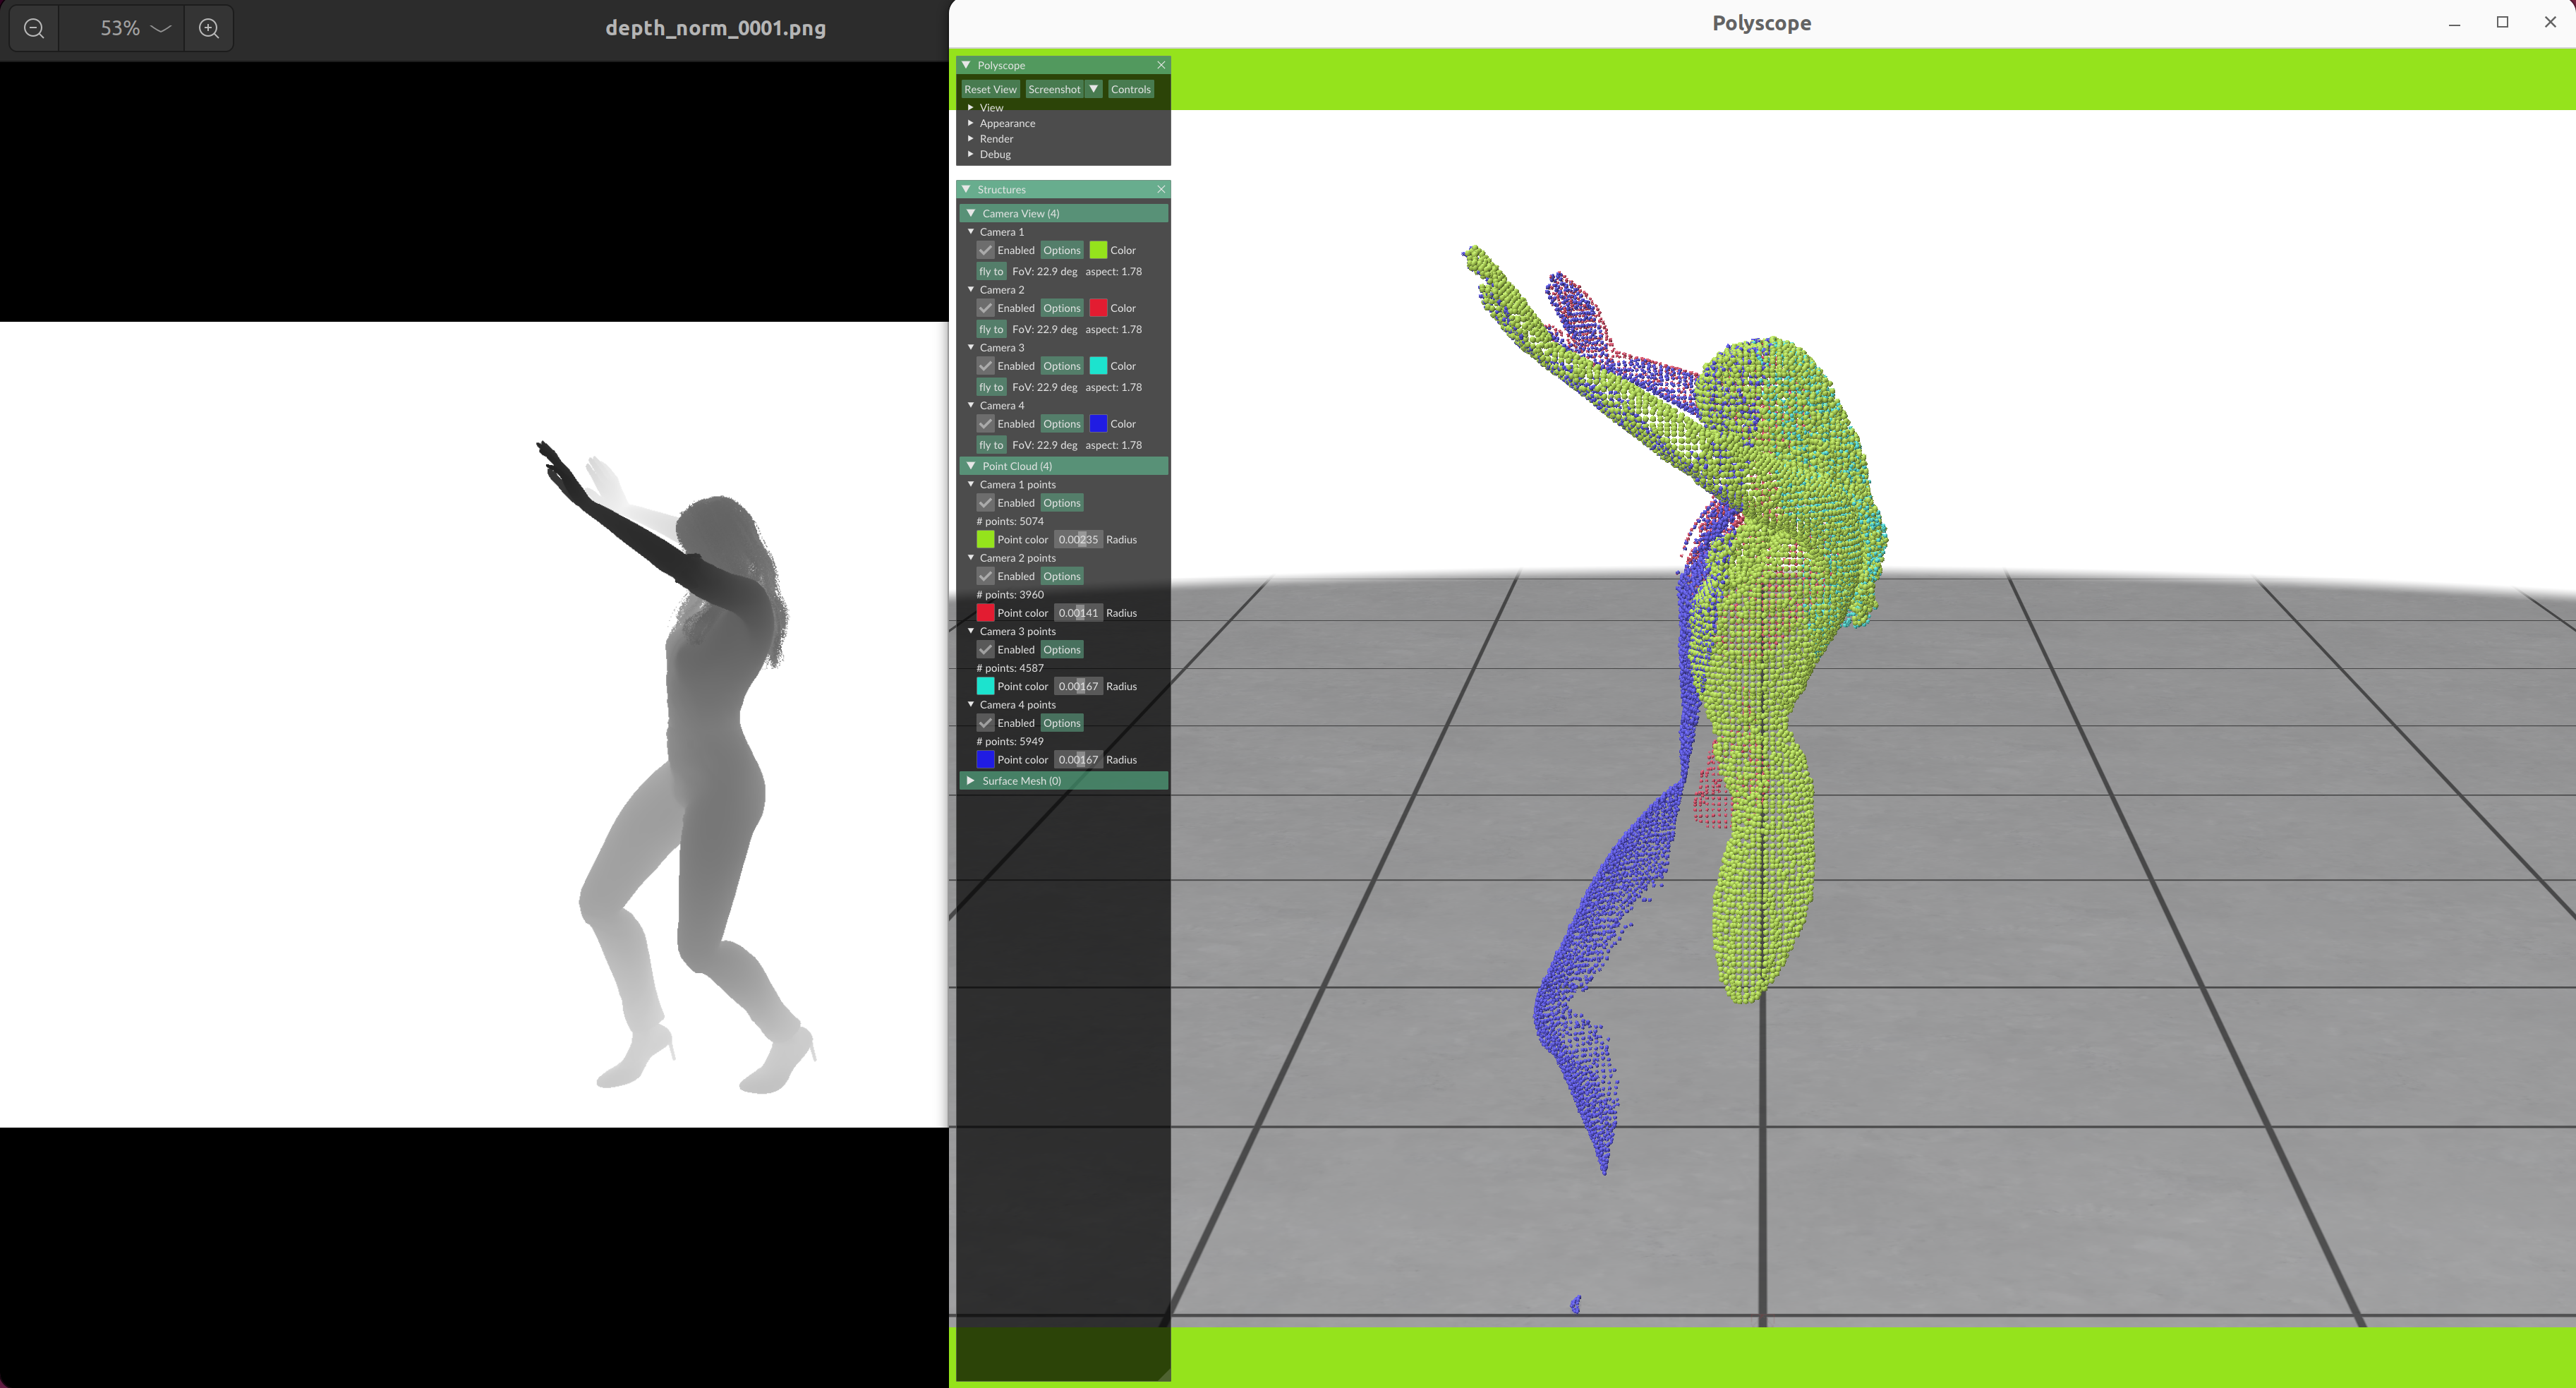 53%
depth_norm_0001.png
Polyscope
Polyscope
Reset View Screenshot Controls
View
Appearance
Render
Debug
Structures
Camera View (4)
Camera 1
Enabled Options Color
fly to FoV: 22.9 deg aspect: 1.78
Camera 2
Enabled Options Color
fly to FoV: 22.9 deg aspect: 1.78
Camera 3
Enabled Options Color
fly to FoV: 22.9 deg aspect: 1.78
Camera 4
Enabled Options Color
fly to FoV: 22.9 deg aspect: 1.78
Point Cloud (4)
Camera 1 points
Enabled Options
# points: 5074
Point color 0.00235 Radius
Camera 2 points
Enabled Options
# points: 3960
Point color 0.00141 Radius
Camera 3 points
Enabled Options
# points: 4587
Point color 0.00167 Radius
Camera 4 points
Enabled Options
# points: 5949
Point color 0.00167 Radius
Surface Mesh (0)